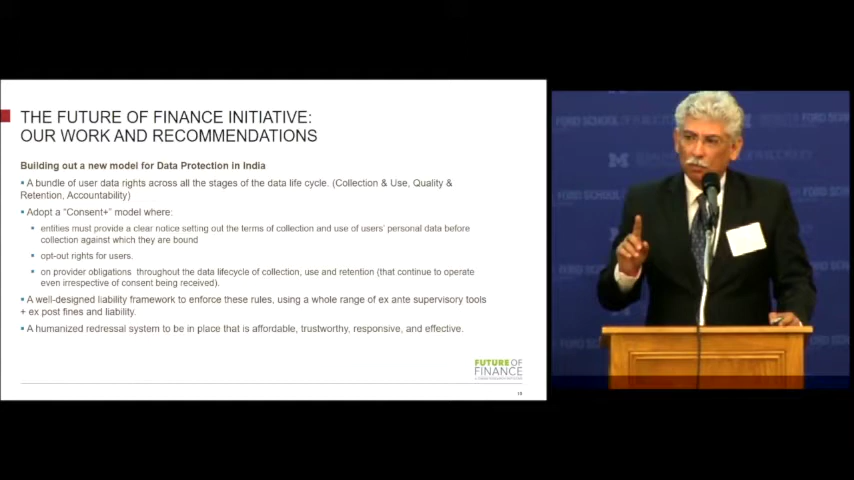 THE FUTURE OF FINANCE INITIATIVE:
OUR WORK AND RECOMMENDATIONS
Building out a new model for Data Protection in India
▪ A bundle of user data rights across all the stages of the data life cycle. (Collection & Use, Quality &
Retention, Accountability)
▪ Adopt a “Consent+” model where:
▪ entities must provide a clear notice setting out the terms of collection and use of users’ personal data before
collection against which they are bound
▪ opt-out rights for users.
▪ on provider obligations throughout the data lifecycle of collection, use and retention (that continue to operate
even irrespective of consent being received).
▪ A well-designed liability framework to enforce these rules, using a whole range of ex ante supervisory tools
+ ex post fines and liability.
▪ A humanized redressal system to be in place that is affordable, trustworthy, responsive, and effective.
FUTURE OF
FINANCE
FORD SCHOOL
M